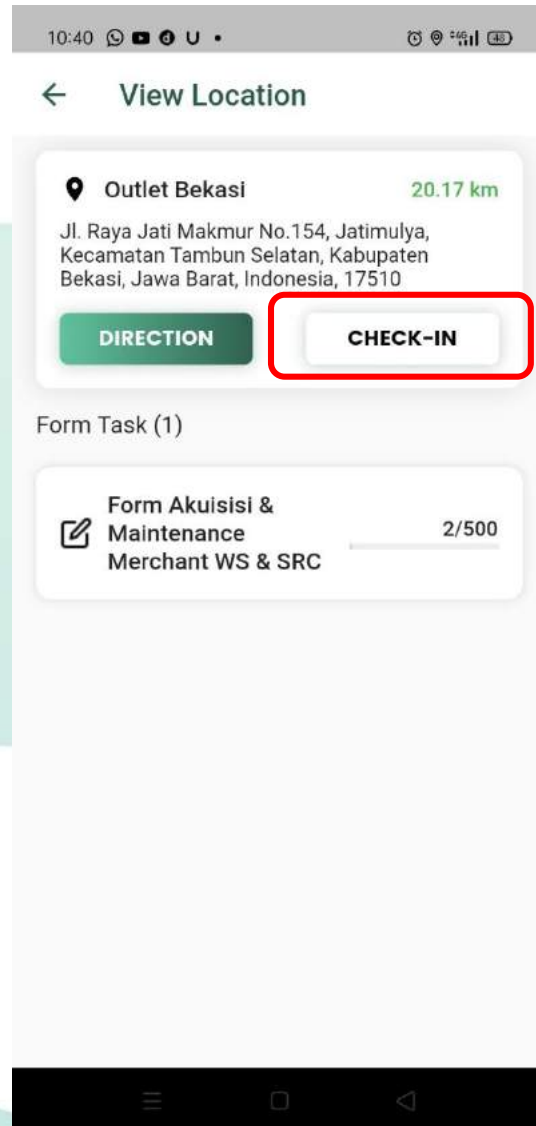 10:40
48
View Location
Outlet Bekasi 20.17 km
Jl. Raya Jati Makmur No.154, Jatimulya,
Kecamatan Tambun Selatan, Kabupaten
Bekasi, Jawa Barat, Indonesia, 17510
DIRECTION CHECK-IN
Form Task (1)
Form Akuisisi &
Maintenance 2/500
Merchant WS & SRC